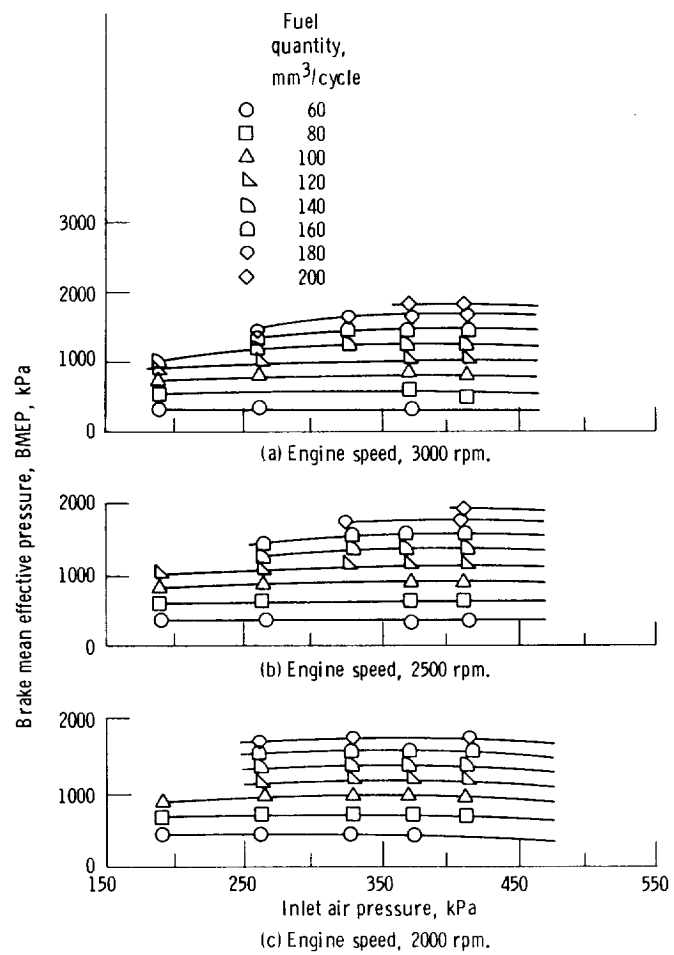 Fuel
quantity,
mm³/cycle
60
80
100
120
140
160
180
200
Brake mean effective pressure, BMEP, kPa
3000
2000
1000
0
(a) Engine speed, 3000 rpm.
2000
1000
0
(b) Engine speed, 2500 rpm.
2000
1000
0
150 250 350 450 550
Inlet air pressure, kPa
(c) Engine speed, 2000 rpm.